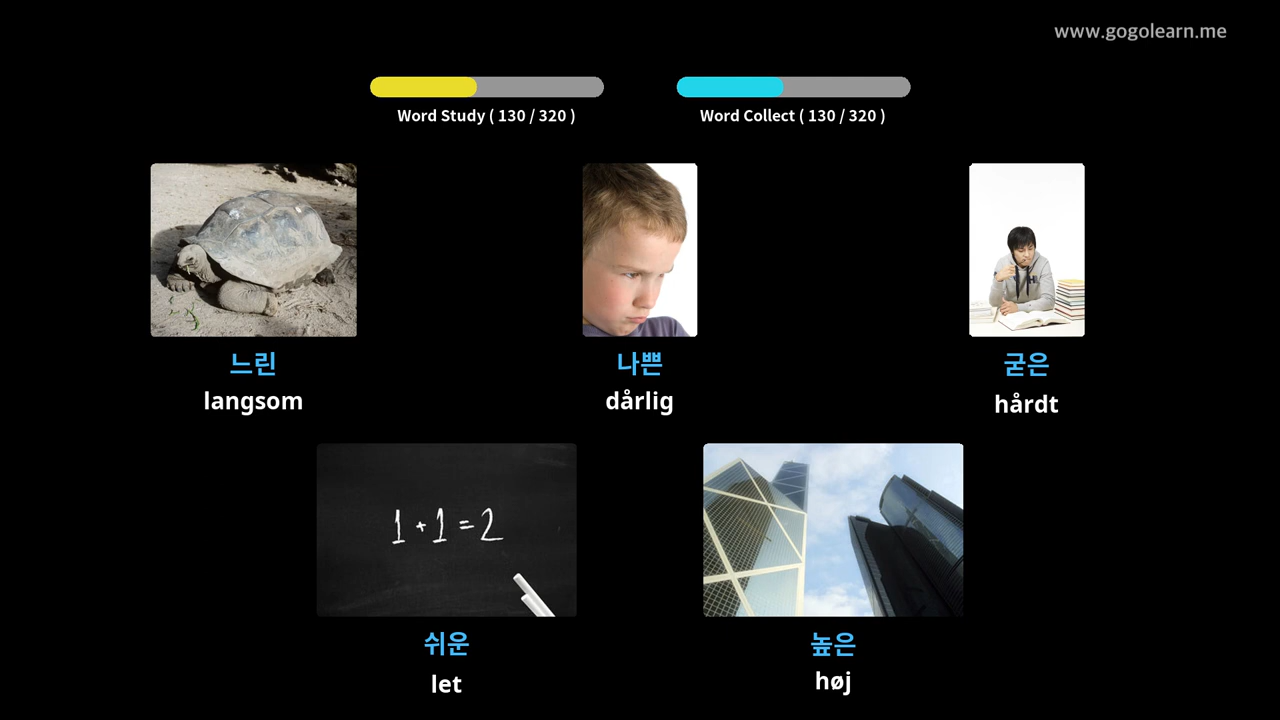 www.gogolearn.me
Word Study ( 130 / 320 )
Word Collect ( 130 / 320 )
느린
langsom
나쁜
dårlig
굳은
hårdt
1 + 1 = 2
쉬운
let
높은
høj